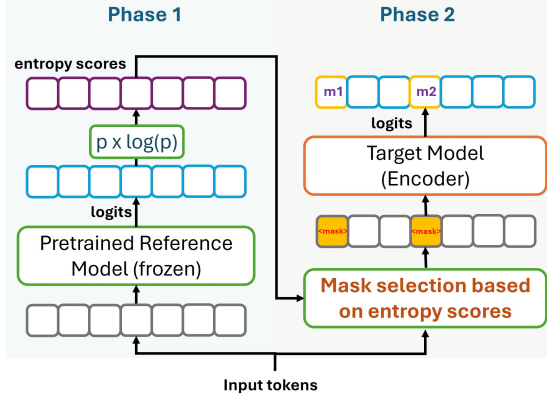 Phase 1
Phase 2
entropy scores
m1
m2
p x log(p)
logits
Target Model
(Encoder)
logits
<mask>
<mask>
Pretrained Reference
Model (frozen)
Mask selection based
on entropy scores
Input tokens